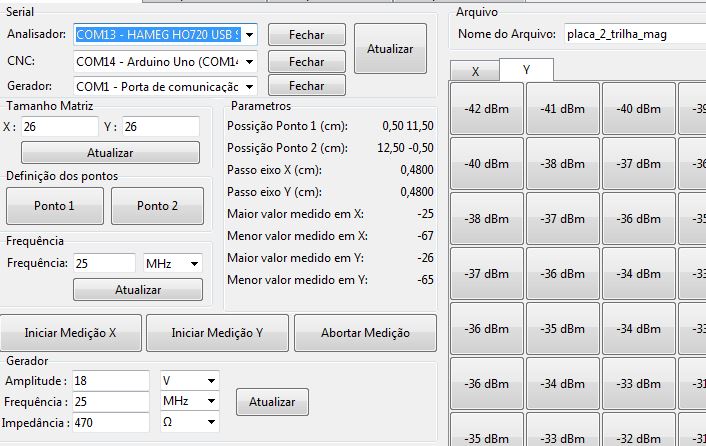 Serial
Analisador: COM13 - HAMEG HO720 USB S Fechar
Atualizar
CNC: COM14 - Arduino Uno (COM14 Fechar
Gerador: COM1 - Porta de comunicação Fechar
Tamanho Matriz
X : 26 Y : 26
Atualizar
Definição dos pontos
Ponto 1 Ponto 2
Frequência
Frequência: 25 MHz
Atualizar
Parametros
Possição Ponto 1 (cm): 0,50 11,50
Possição Ponto 2 (cm): 12,50 -0,50
Passo eixo X (cm) 0,4800
Passo eixo Y (cm) 0,4800
Maior valor medido em X: -25
Menor valor medido em X: -67
Maior valor medido em Y: -26
Menor valor medido em Y: -65
Iniciar Medição X Iniciar Medição Y Abortar Medição
Gerador
Amplitude : 18 V
Frequência : 25 MHz Atualizar
Impedância : 470 Ω
Arquivo
Nome do Arquivo: placa_2_trilha_mag
X Y
-42 dBm -41 dBm -40 dBm -39
-40 dBm -38 dBm -37 dBm -36
-38 dBm -37 dBm -36 dBm -35
-37 dBm -36 dBm -34 dBm -34
-36 dBm -35 dBm -34 dBm -33
-36 dBm -34 dBm -33 dBm -32
-35 dBm -33 dBm -32 dBm -31